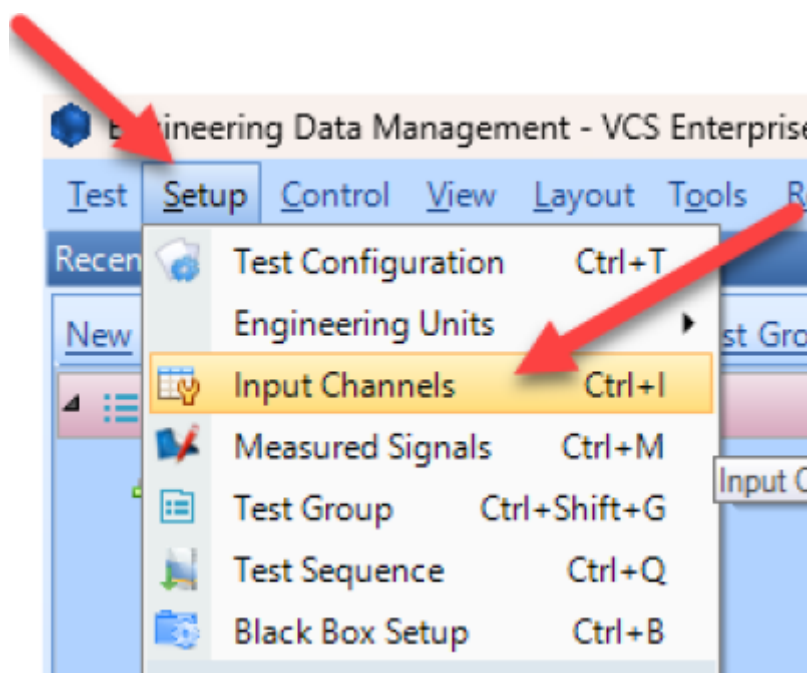 Engineering Data Management - VCS Enterprise
Test Setup Control View Layout Tools
Recen
New st Gro
Test Configuration Ctrl+T
Engineering Units
Input Channels Ctrl+I
Measured Signals Ctrl+M
Input C
Test Group Ctrl+Shift+G
Test Sequence Ctrl+Q
Black Box Setup Ctrl+B